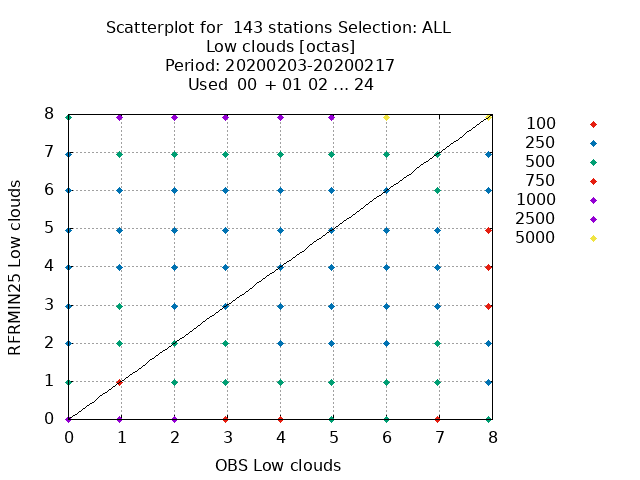 Scatterplot for  143 stations Selection: ALL
Low clouds [octas]
Period: 20200203-20200217
Used  00 + 01 02 ... 24
8
7
6
5
4
3
2
1
0
RFRMIN25 Low clouds
0 1 2 3 4 5 6 7 8
OBS Low clouds
100
250
500
750
1000
2500
5000